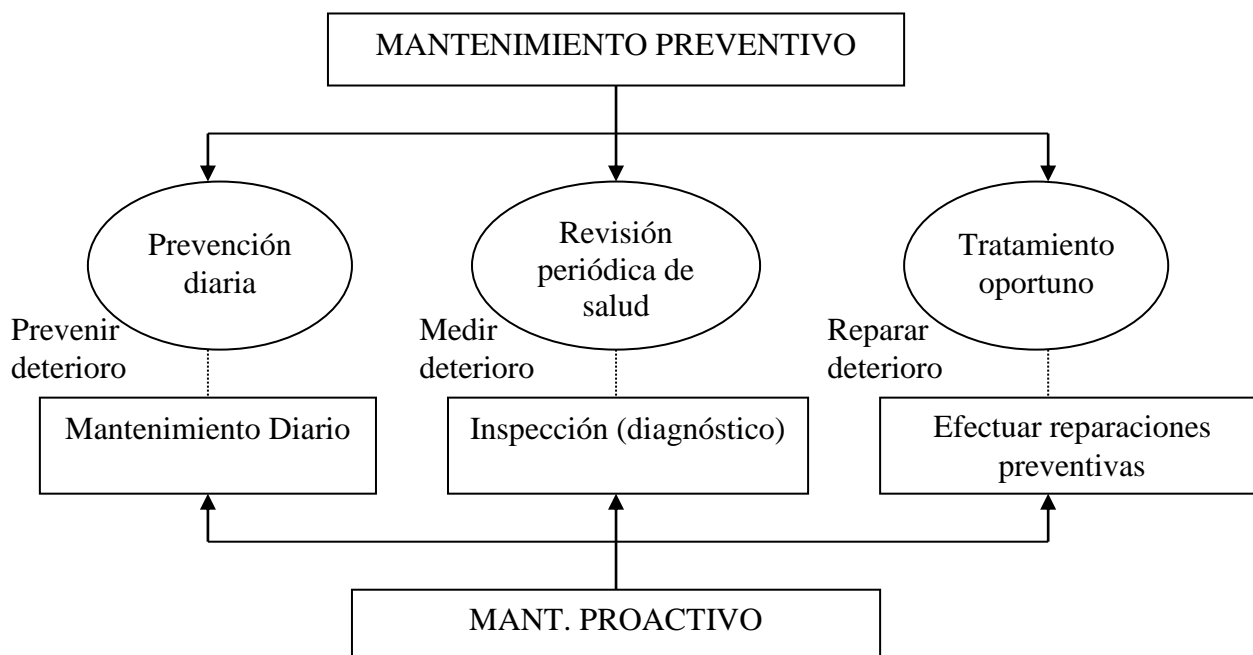 MANTENIMIENTO PREVENTIVO
Prevención
diaria
Revisión
periódica de
salud
Tratamiento
oportuno
Prevenir
deterioro
Medir
deterioro
Reparar
deterioro
Mantenimiento Diario
Inspección (diagnóstico)
Efectuar reparaciones
preventivas
MANT. PROACTIVO